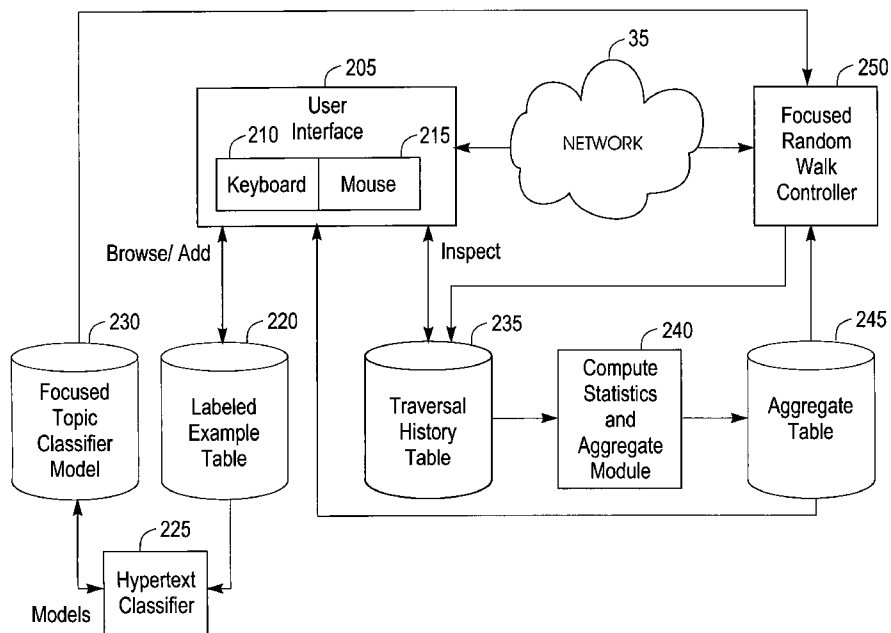 35
205
250
User
Interface
210
215
Keyboard
Mouse
NETWORK
Focused
Random
Walk
Controller
Browse/ Add
Inspect
230
220
235
240
245
Focused
Topic
Classifier
Model
Labeled
Example
Table
Traversal
History
Table
Compute
Statistics
and
Aggregate
Module
Aggregate
Table
225
Hypertext
Classifier
Models